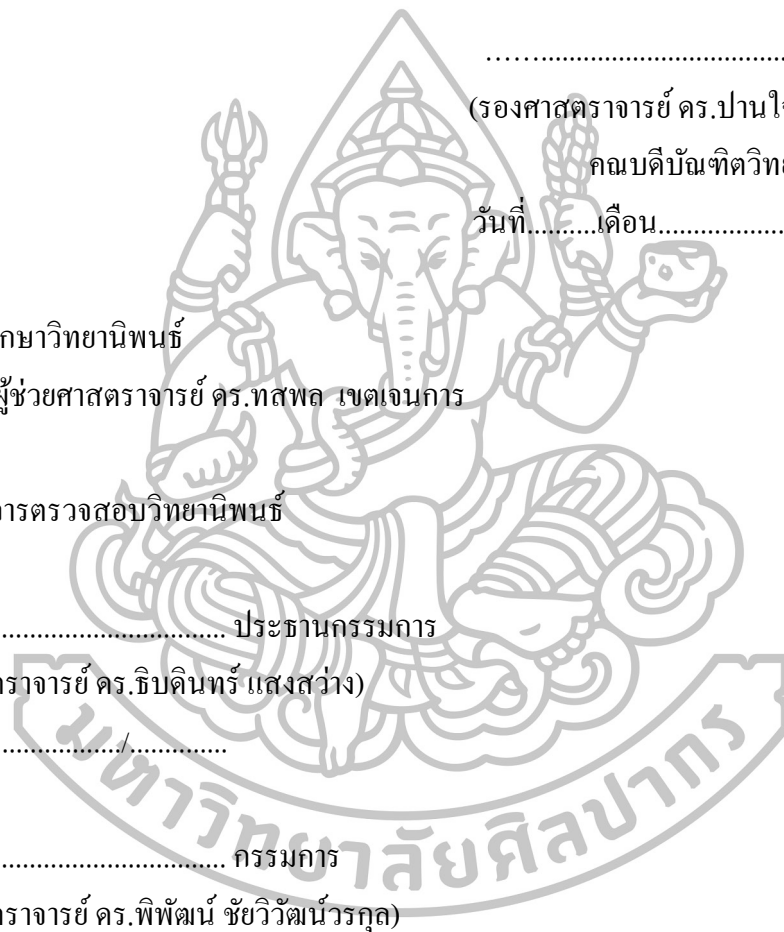 ……...................................
(รองศาสตราจารย์ ดร.ปานใจ
คณบดีบัณฑิตวิทย
วันที่..........เดือน..................
กษาวิทยานิพนธ์
ผู้ช่วยศาสตราจารย์ ดร.ทสพล เขตเจนการ
การตรวจสอบวิทยานิพนธ์
................................ ประธานกรรมการ
ตราจารย์ ดร.ธิบดินทร์ แสงสว่าง)
................./..............
................................ กรรมการ
ตราจารย์ ดร.พิพัฒน์ ชัยวิวัฒน์วรกุล)
มหาวิทยาลัยศิลปากร